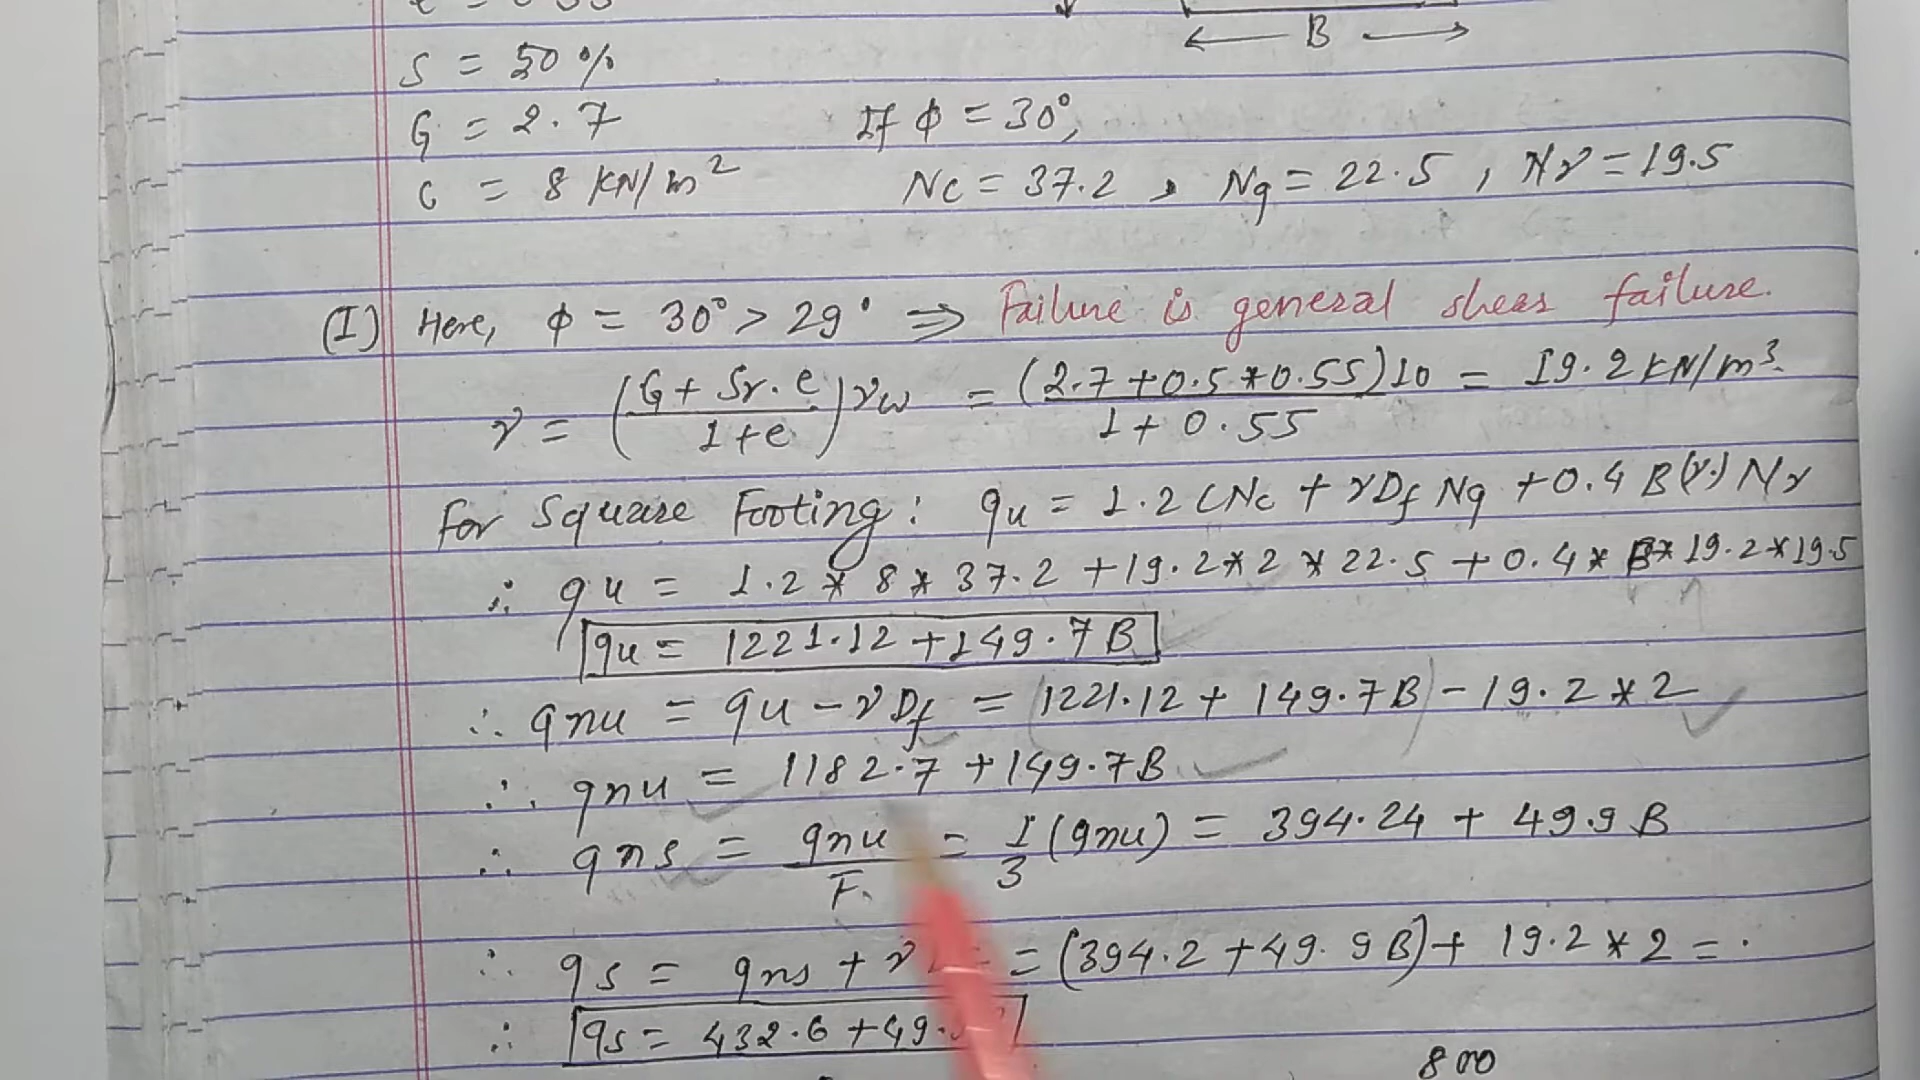 S = 50 %
B
G = 2.7 If φ = 30°,
C = 8 KN/m² Nc = 37.2 , Nq = 22.5 , Nγ = 19.5
(I) Here, φ = 30° > 29° ⇒ Failure is general shear failure.
γ = (G + Sr. e / 1+e) γw = (2.7+0.5*0.55)10 / 1+0.55 = 19.2 KN/m³.
For Square Footing: qu = 1.2 CNc + γDf Nq + 0.4 B(γ) Nγ
∴ qu = 1.2 * 8 * 37.2 + 19.2*2 * 22.5 + 0.4 * B* 19.2*19.5
qu = 1221.12 + 149.7 B
∴ qnu = qu - γDf = (1221.12 + 149.7B) - 19.2 * 2
∴ qnu = 1182.7 + 149.7B
∴ qns = qnu / F. = 1/3 (qnu) = 394.24 + 49.9 B
∴ qs = qns + γ = (394.2 + 49.9B) + 19.2 * 2 = .
∴ qs = 432.6 + 49.
800